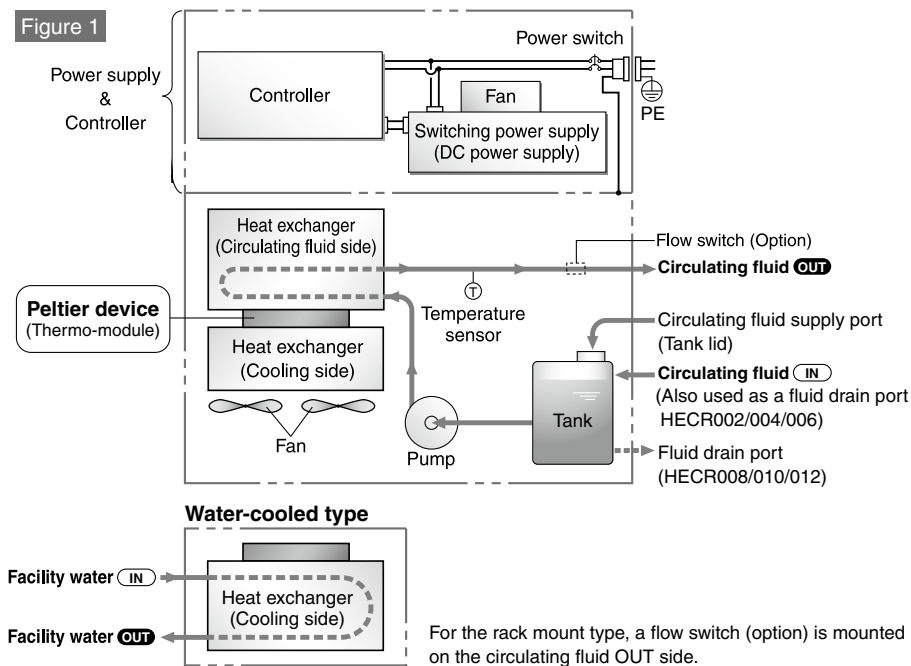 Figure 1
Power supply
&
Controller
Controller
Fan
Switching power supply
(DC power supply)
Power switch
PE
Heat exchanger
(Circulating fluid side)
Flow switch (Option)
Circulating fluid OUT
T
Temperature
sensor
Peltier device
(Thermo-module)
Heat exchanger
(Cooling side)
Fan
Pump
Tank
Circulating fluid supply port
(Tank lid)
Circulating fluid IN
(Also used as a fluid drain port
HECR002/004/006)
Fluid drain port
(HECR008/010/012)
Water-cooled type
Facility water IN
Facility water OUT
Heat exchanger
(Cooling side)
For the rack mount type, a flow switch (option) is mounted
on the circulating fluid OUT side.